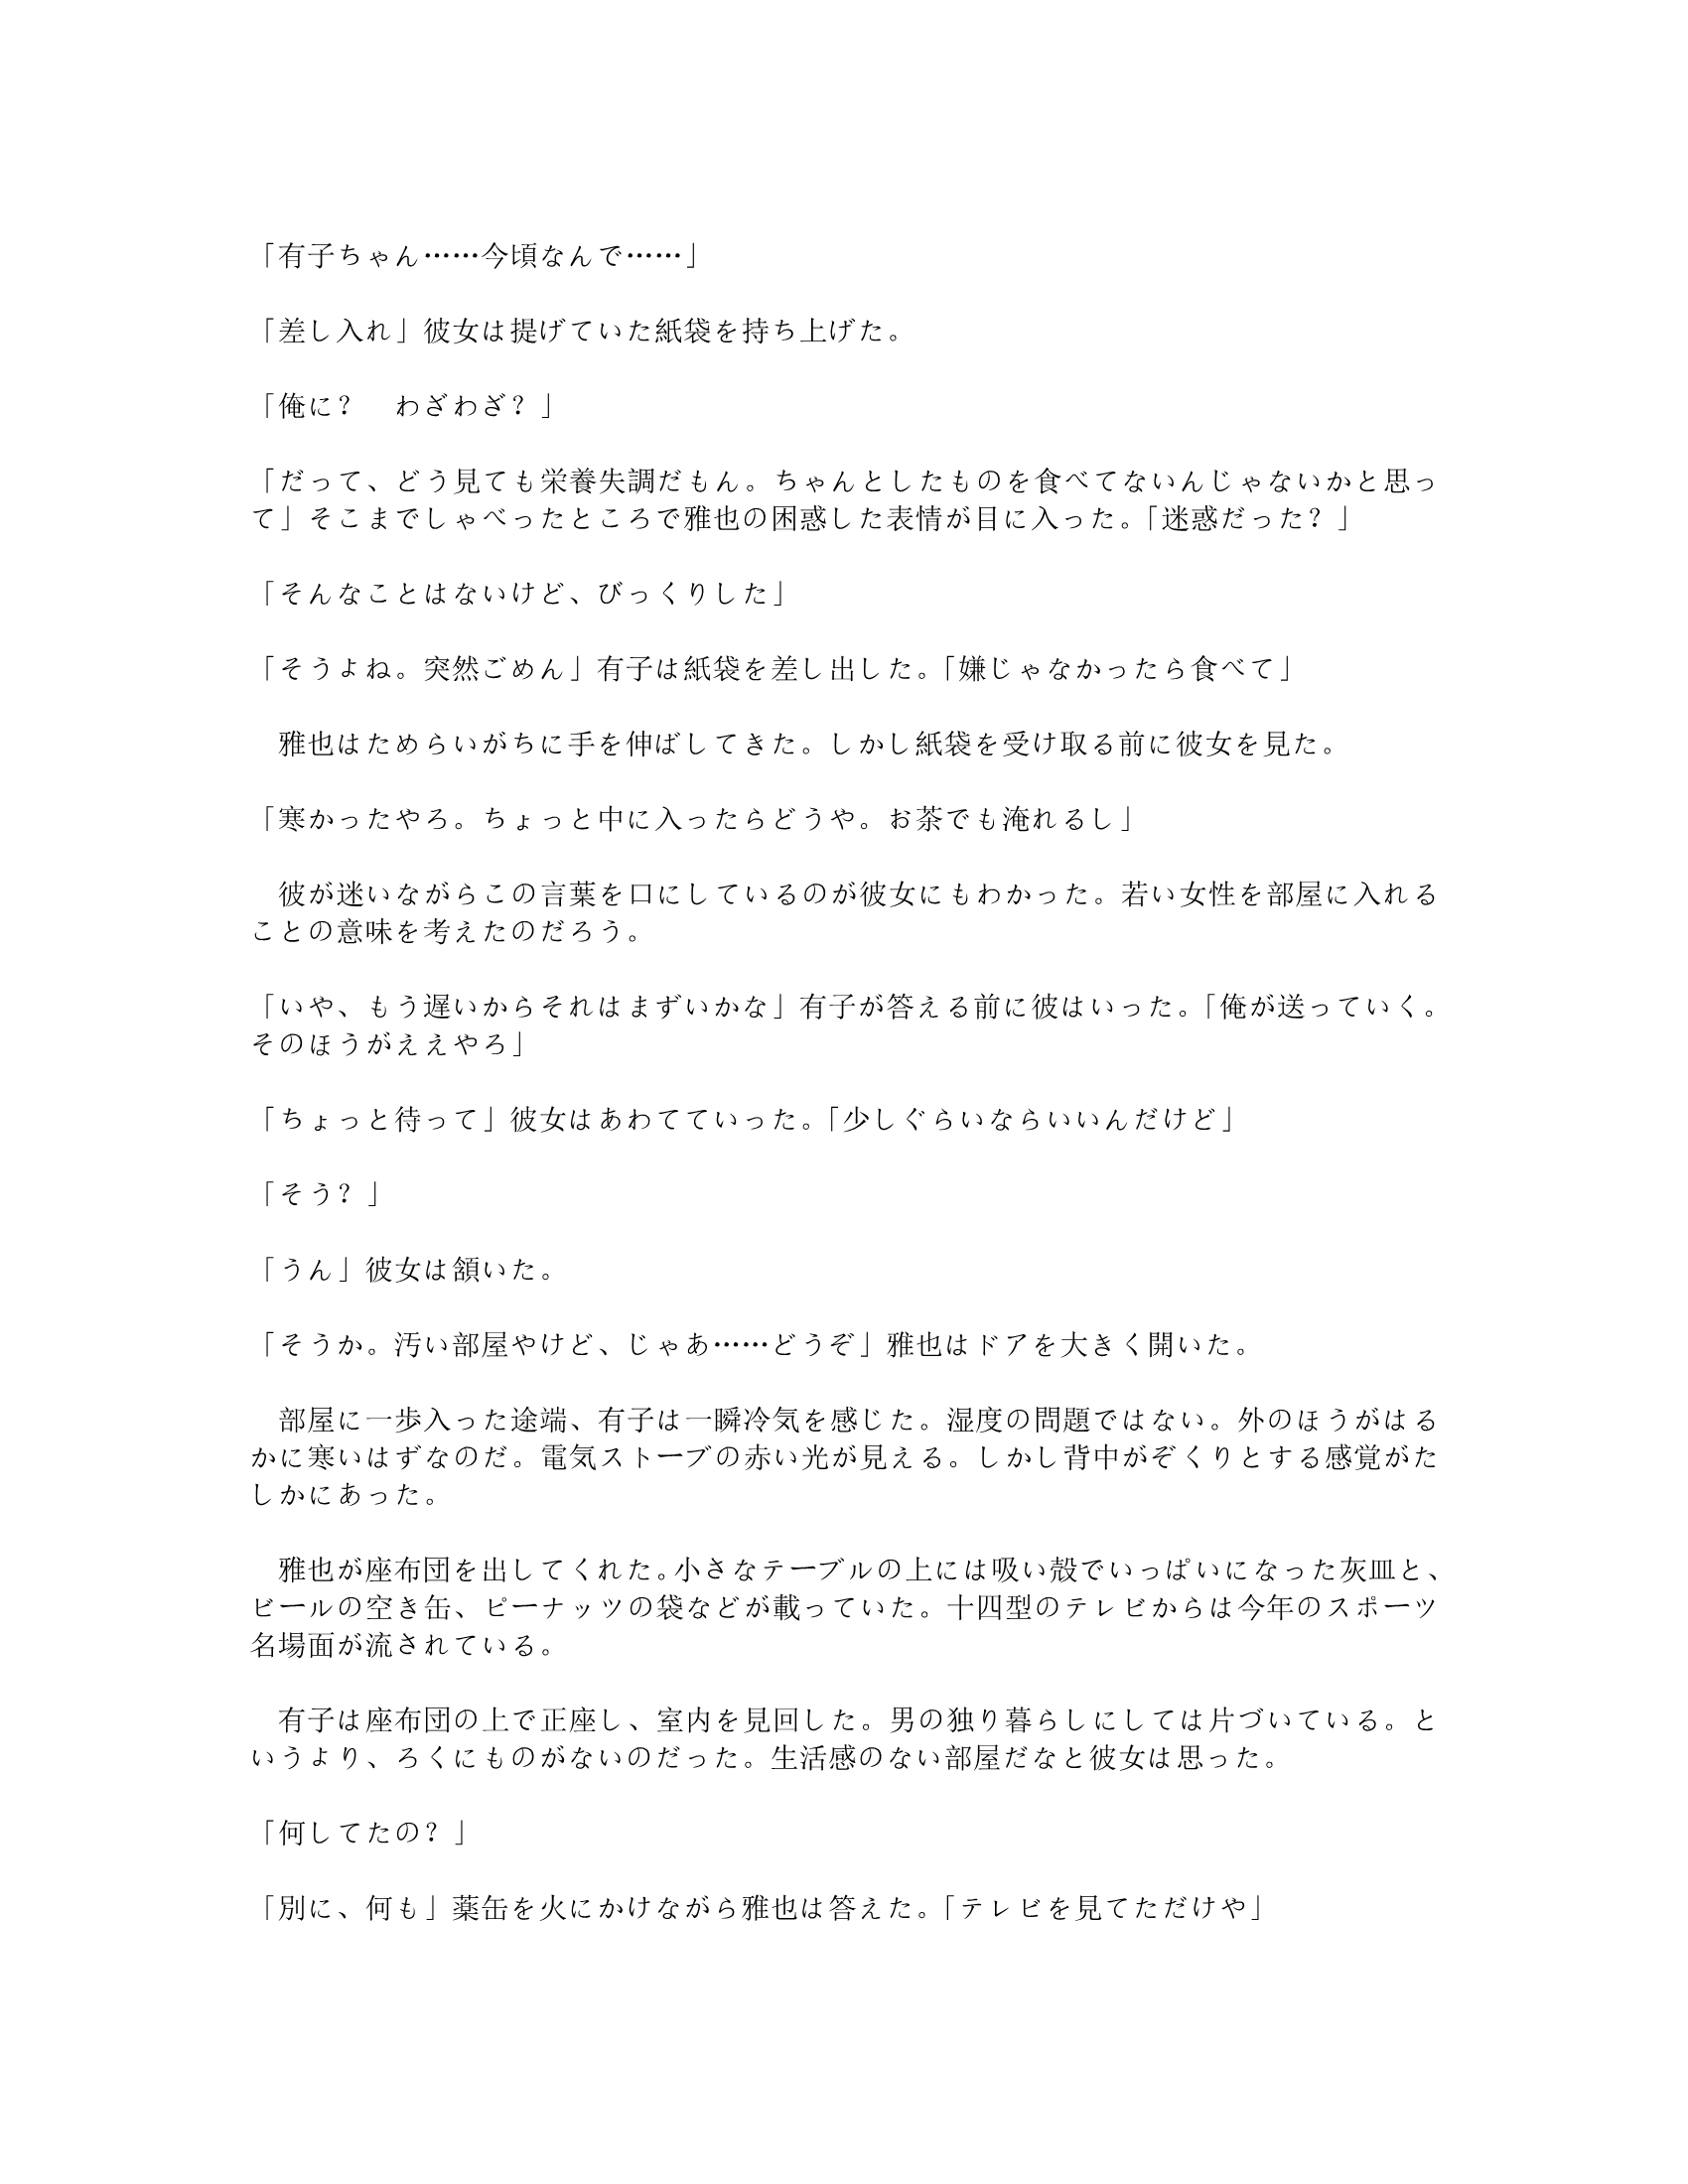 「有子ちゃん……今頃なんで……」
「差し入れ」彼女は提げていた紙袋を持ち上げた。
「俺に？　わざわざ？」
「だって、どう見ても栄養失調だもん。ちゃんとしたものを食べてないんじゃないかと思っ
て」そこまでしゃべったところで雅也の困惑した表情が目に入った。「迷惑だった？」
「そんなことはないけど、びっくりした」
「そうよね。突然ごめん」有子は紙袋を差し出した。「嫌じゃなかったら食べて」
　雅也はためらいがちに手を伸ばしてきた。しかし紙袋を受け取る前に彼女を見た。
「寒かったやろ。ちょっと中に入ったらどうや。お茶でも淹れるし」
　彼が迷いながらこの言葉を口にしているのが彼女にもわかった。若い女性を部屋に入れる
ことの意味を考えたのだろう。
「いや、もう遅いからそれはまずいかな」有子が答える前に彼はいった。「俺が送っていく。
そのほうがええやろ」
「ちょっと待って」彼女はあわてていった。「少しぐらいならいいんだけど」
「そう？」
「うん」彼女は頷いた。
「そうか。汚い部屋やけど、じゃあ……どうぞ」雅也はドアを大きく開いた。
　部屋に一歩入った途端、有子は一瞬冷気を感じた。湿度の問題ではない。外のほうがはる
かに寒いはずなのだ。電気ストーブの赤い光が見える。しかし背中がぞくりとする感覚がた
しかにあった。
　雅也が座布団を出してくれた。小さなテーブルの上には吸い殻でいっぱいになった灰皿と、
ビールの空き缶、ピーナッツの袋などが載っていた。十四型のテレビからは今年のスポーツ
名場面が流されている。
　有子は座布団の上で正座し、室内を見回した。男の独り暮らしにしては片づいている。と
いうより、ろくにものがないのだった。生活感のない部屋だなと彼女は思った。
「何してたの？」
「別に、何も」薬缶を火にかけながら雅也は答えた。「テレビを見てただけや」